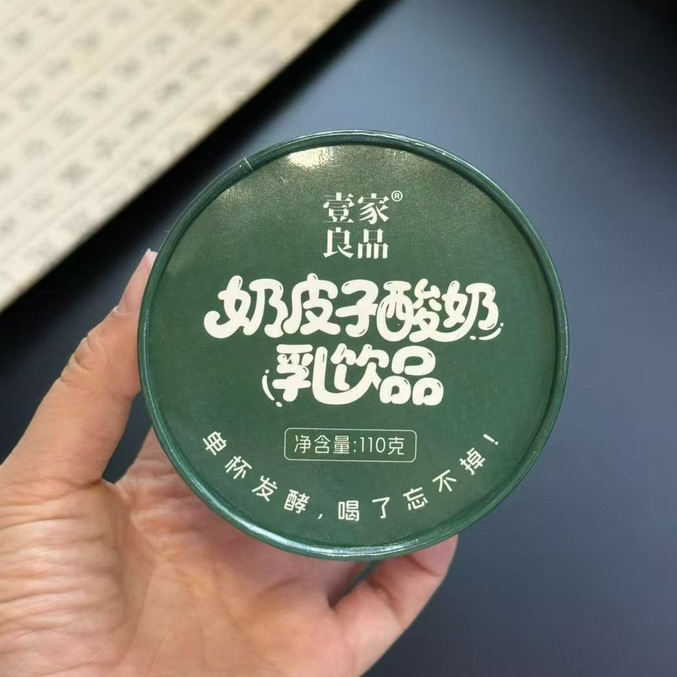 壹家®
良品
奶皮子酸奶
乳饮品
净含量:110克
单杯发酵,喝了忘不掉!